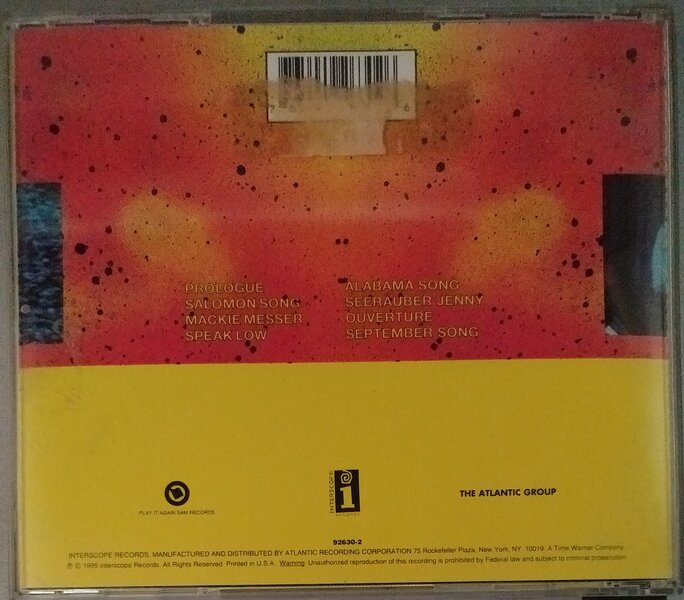 6
PROLOGUE
SALOMON SONG
MACKIE MESSER
SPEAK LOW
ALABAMA SONG
SEERAUBER JENNY
OUVERTURE
SEPTEMBER SONG
PLAY IT AGAIN SAM RECORDS
INTERSCOPE
i
RECORDS
THE ATLANTIC GROUP
92630-2
INTERSCOPE RECORDS, MANUFACTURED AND DISTRIBUTED BY ATLANTIC RECORDING CORPORATION 75 Rockefeller Plaza, New York, NY 10019 A Time Warner Company.
℗ © 1995 Interscope Records. All Rights Reserved. Printed in U.S.A. Warning: Unauthorized reproduction of this recording is prohibited by Federal law and subject to criminal prosecution.